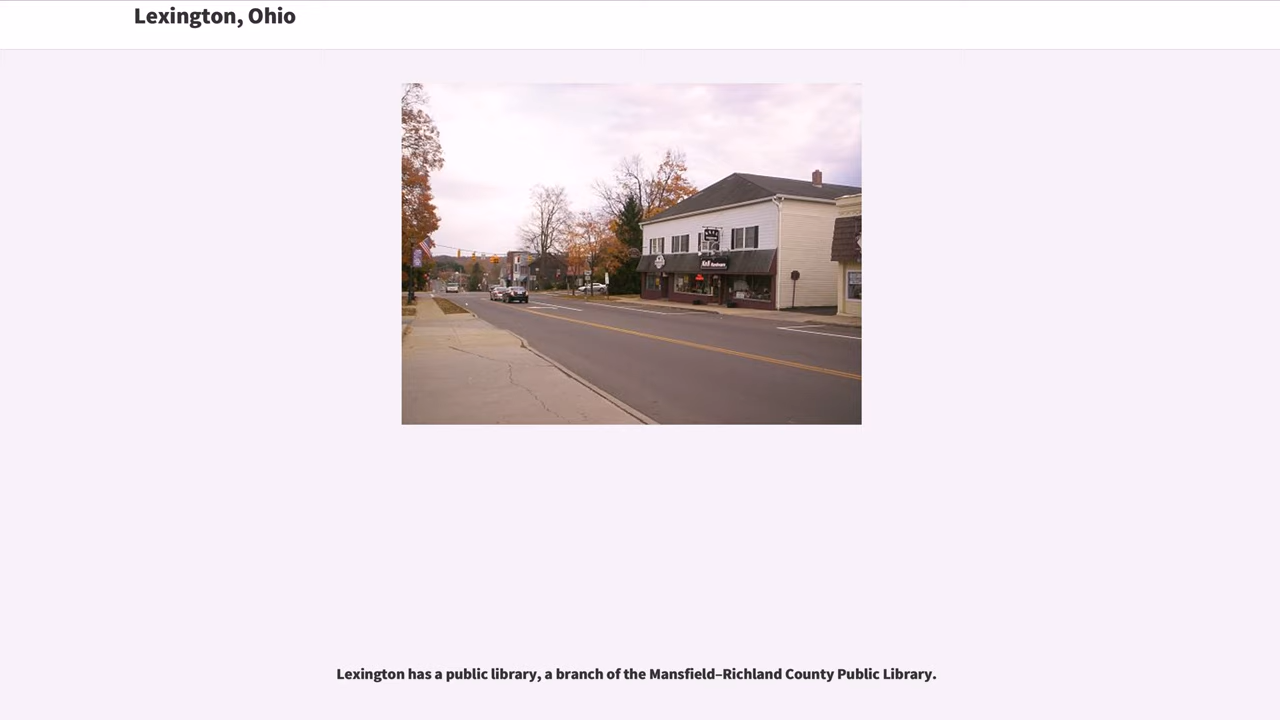 Lexington, Ohio
Lexington has a public library, a branch of the Mansfield–Richland County Public Library.